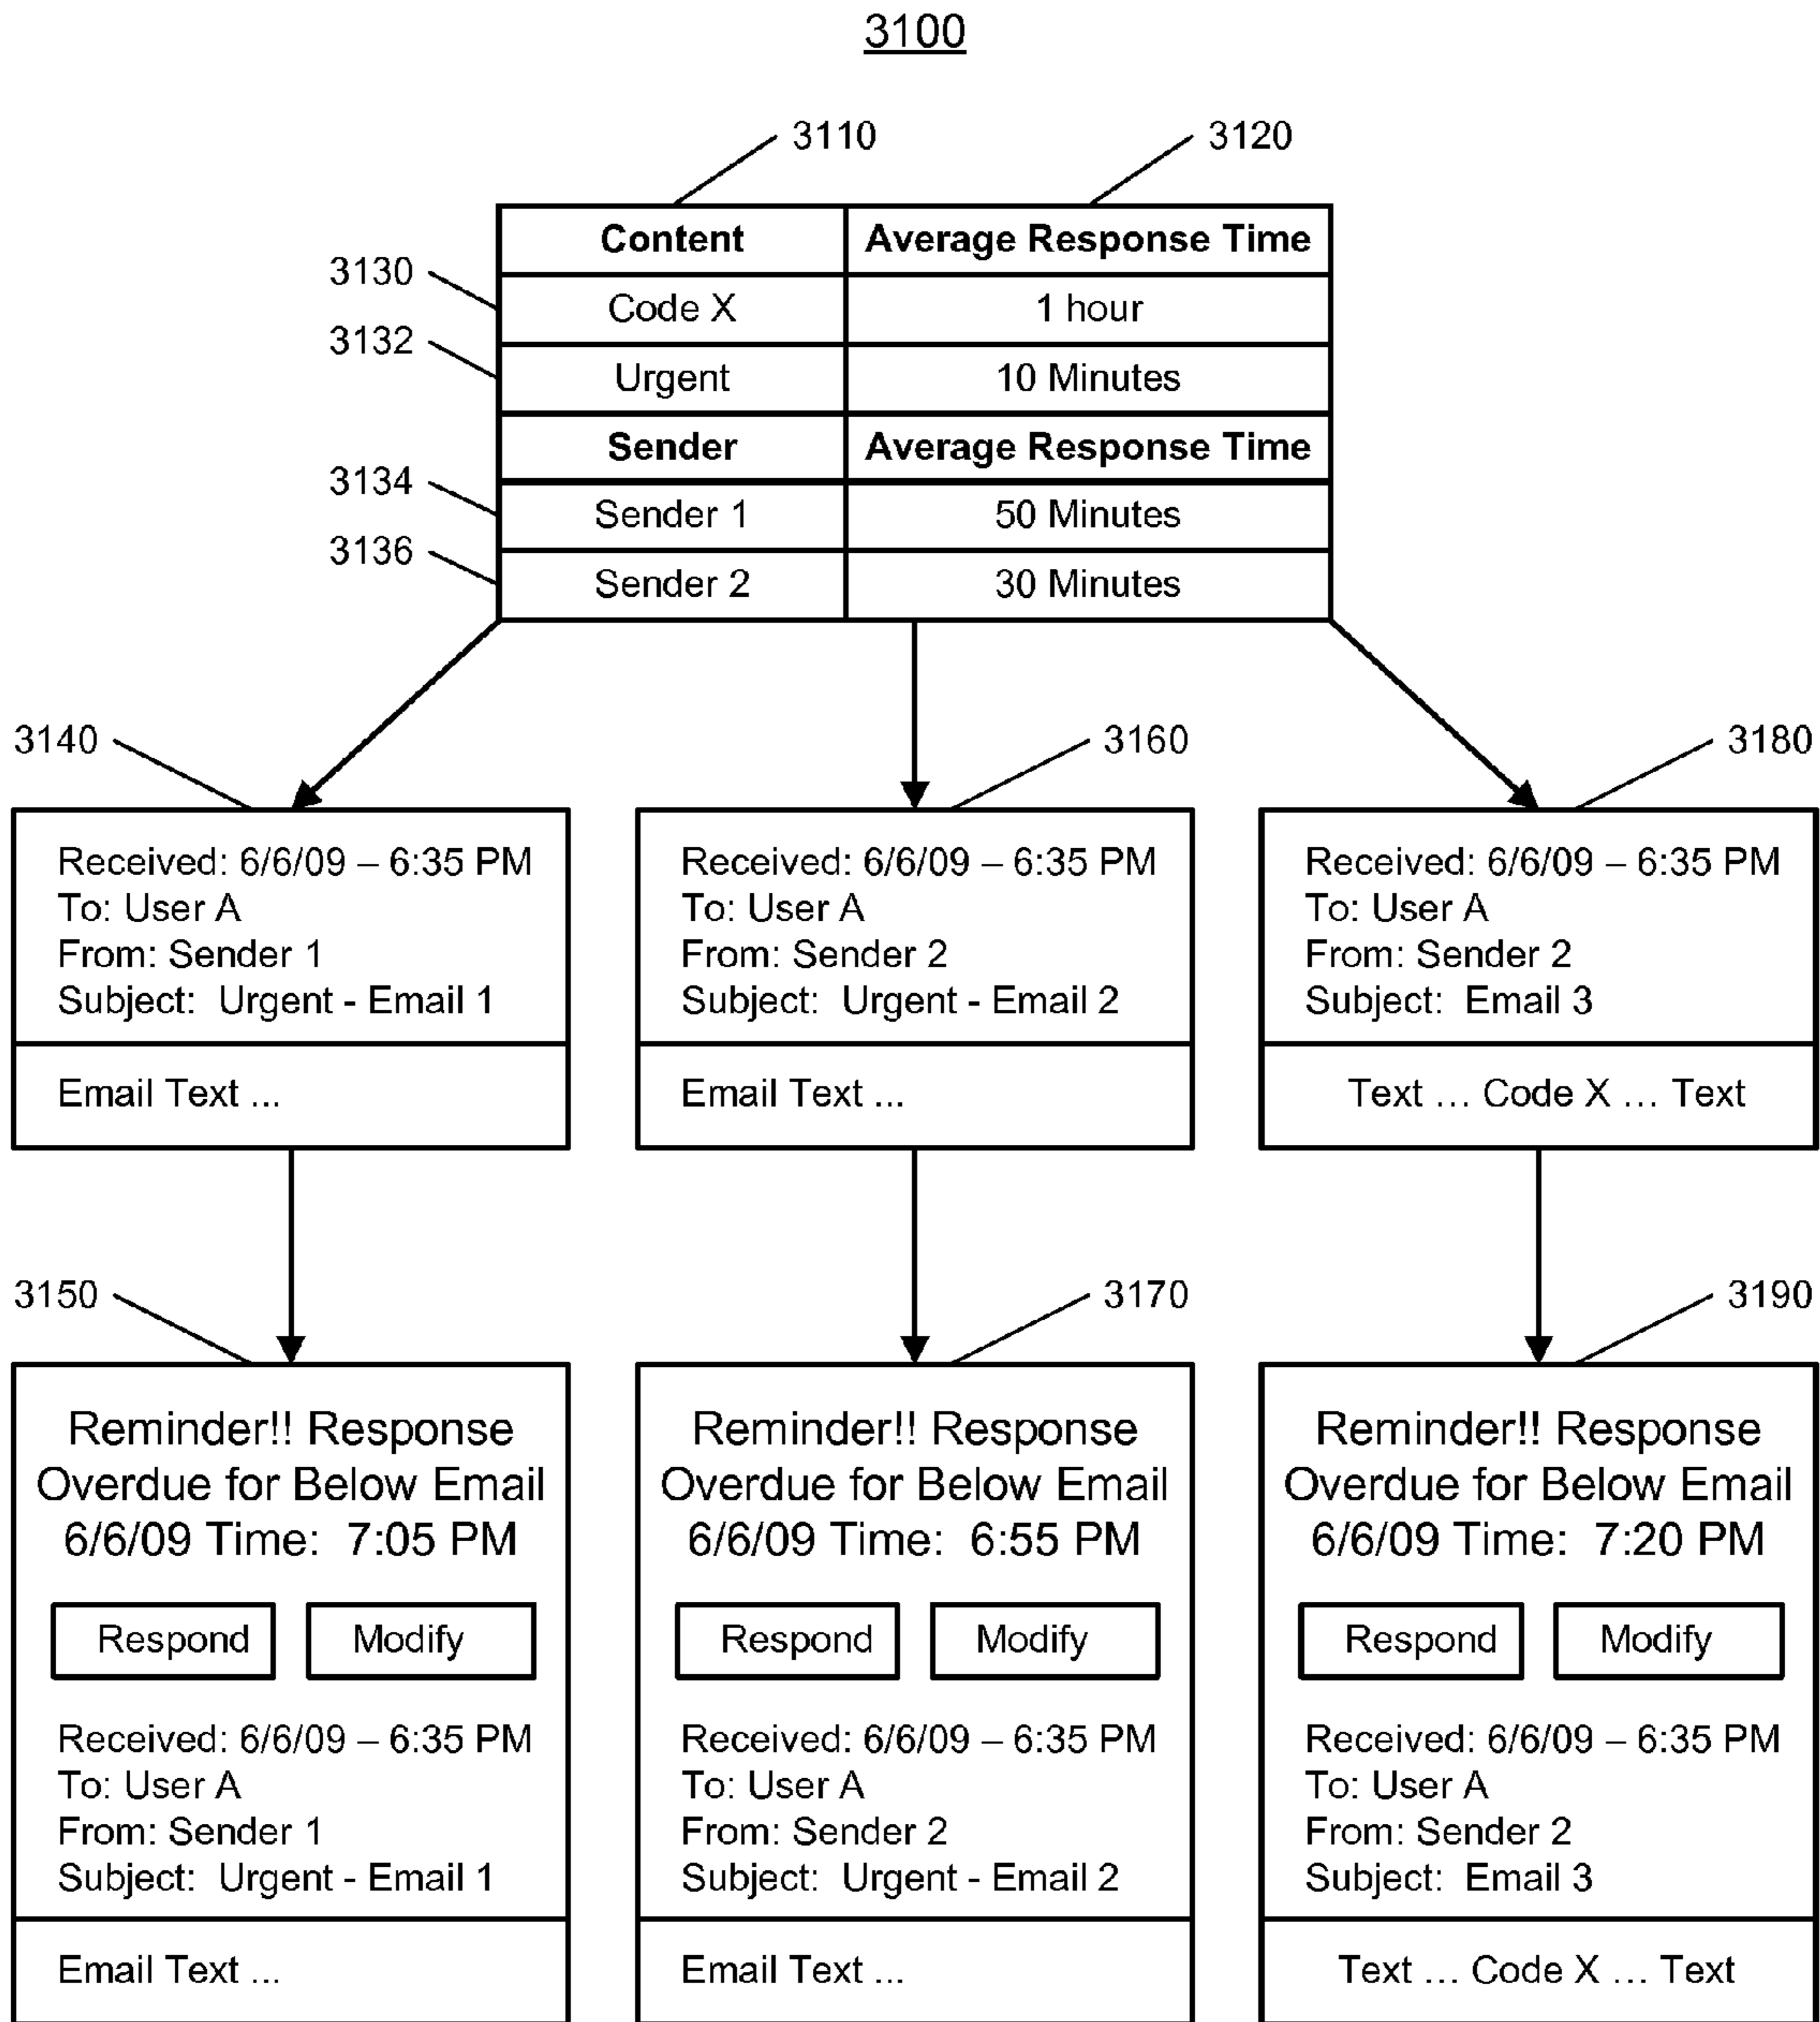 3100
3110
3120
Content Average Response Time
3130
Code X 1 hour
3132
Urgent 10 Minutes
Sender Average Response Time
3134
Sender 1 50 Minutes
3136
Sender 2 30 Minutes
3140
Received: 6/6/09 – 6:35 PM
To: User A
From: Sender 1
Subject: Urgent - Email 1
Email Text ...
3160
Received: 6/6/09 – 6:35 PM
To: User A
From: Sender 2
Subject: Urgent - Email 2
Email Text ...
3180
Received: 6/6/09 – 6:35 PM
To: User A
From: Sender 2
Subject: Email 3
Text ... Code X ... Text
3150
Reminder!! Response
Overdue for Below Email
6/6/09 Time: 7:05 PM
Respond Modify
Received: 6/6/09 – 6:35 PM
To: User A
From: Sender 1
Subject: Urgent - Email 1
Email Text ...
3170
Reminder!! Response
Overdue for Below Email
6/6/09 Time: 6:55 PM
Respond Modify
Received: 6/6/09 – 6:35 PM
To: User A
From: Sender 2
Subject: Urgent - Email 2
Email Text ...
3190
Reminder!! Response
Overdue for Below Email
6/6/09 Time: 7:20 PM
Respond Modify
Received: 6/6/09 – 6:35 PM
To: User A
From: Sender 2
Subject: Email 3
Text ... Code X ... Text